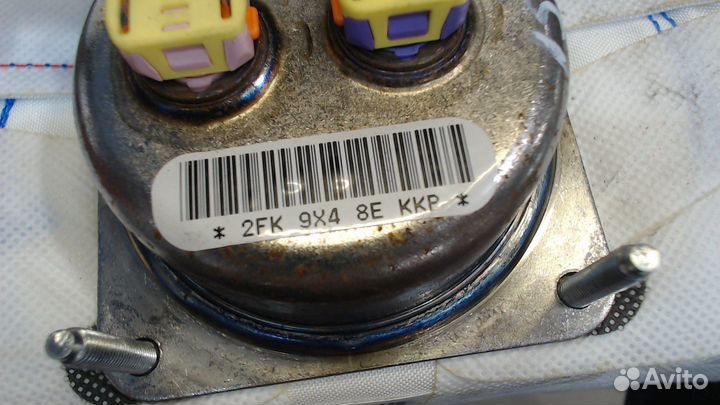 * 2FK 9X4 8E KKP *
Avito